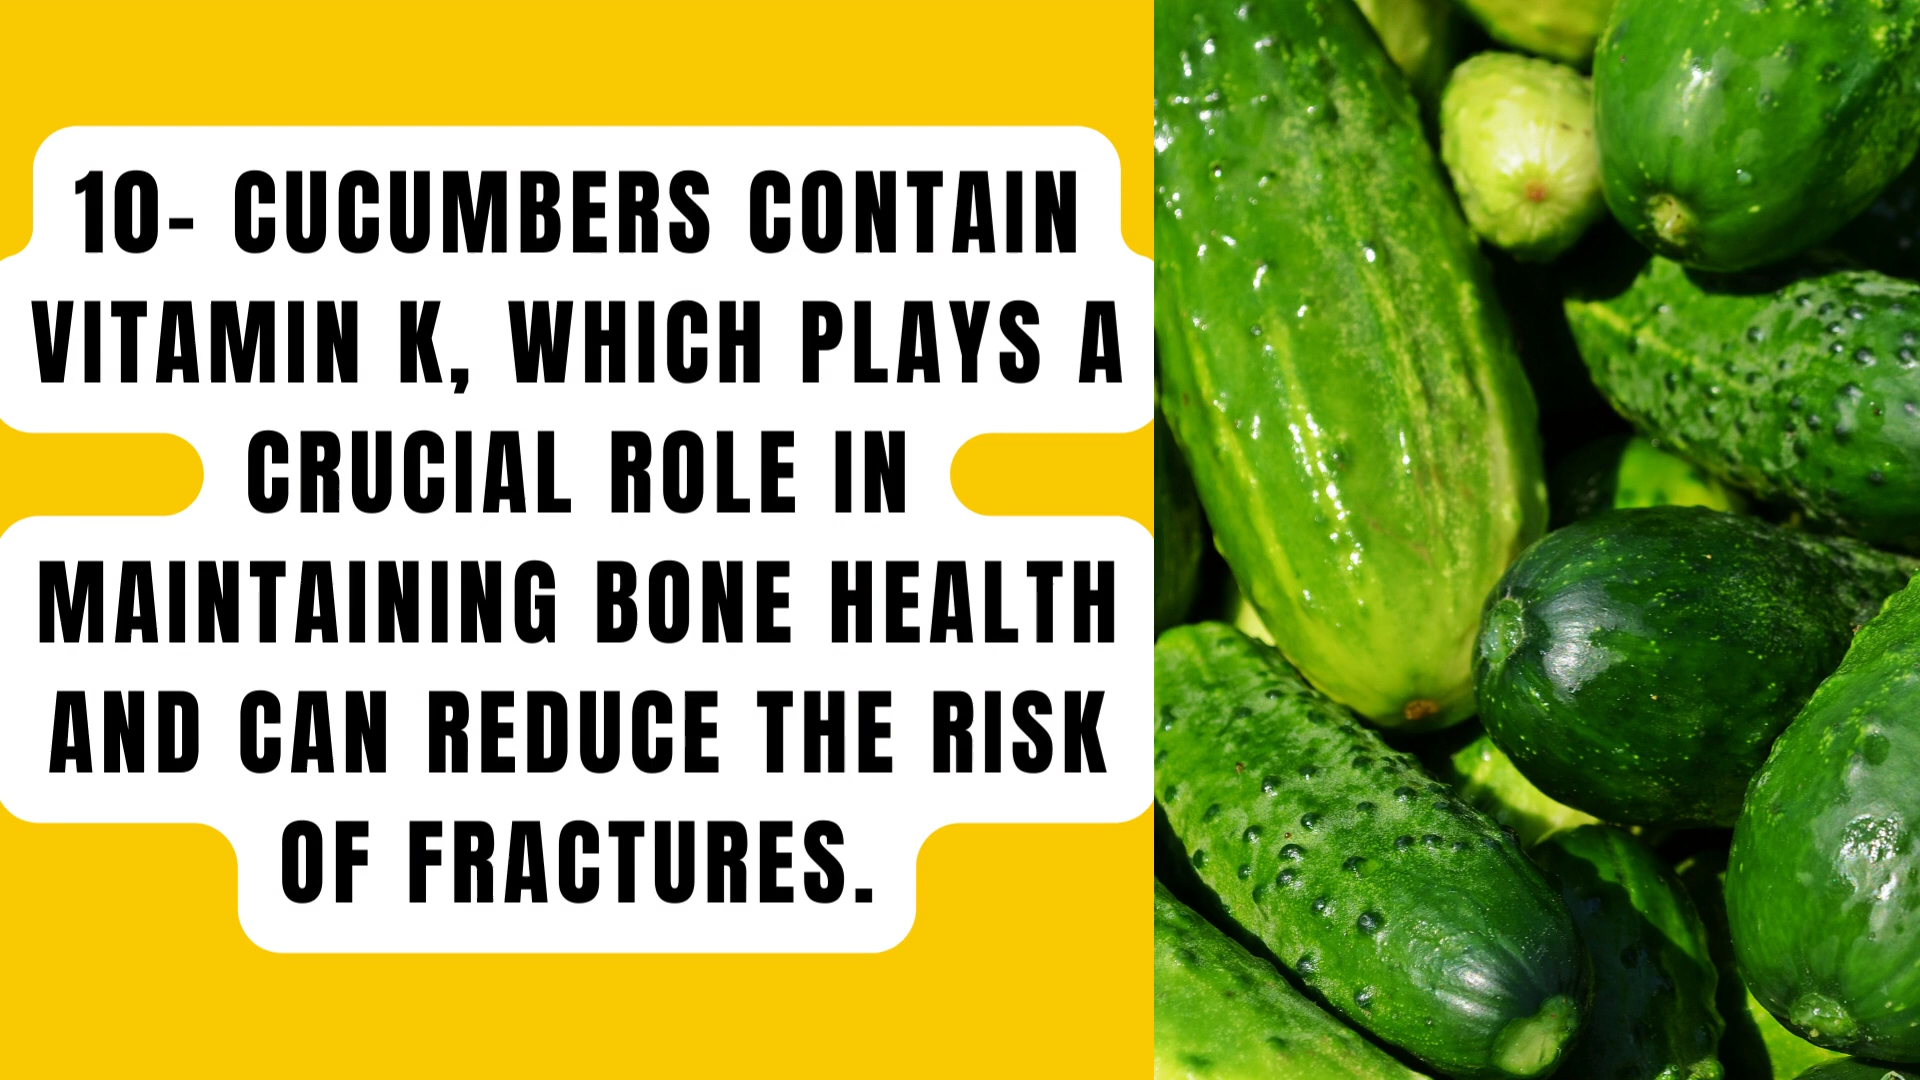 10- CUCUMBERS CONTAIN
VITAMIN K, WHICH PLAYS A
CRUCIAL ROLE IN
MAINTAINING BONE HEALTH
AND CAN REDUCE THE RISK
OF FRACTURES.